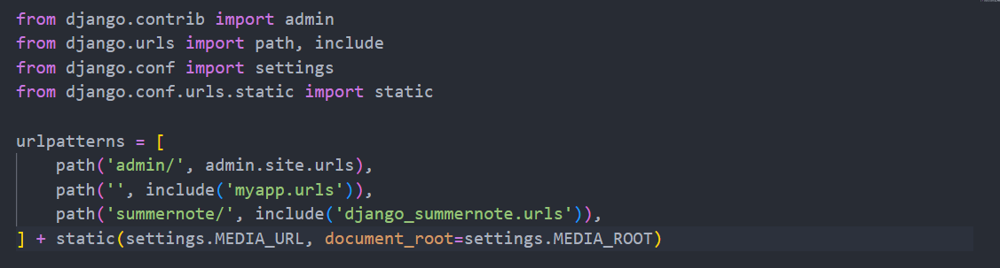 from django.contrib import admin
from django.urls import path, include
from django.conf import settings
from django.conf.urls.static import static
urlpatterns = [
    path('admin/', admin.site.urls),
    path('', include('myapp.urls')),
    path('summernote/', include('django_summernote.urls')),
] + static(settings.MEDIA_URL, document_root=settings.MEDIA_ROOT)